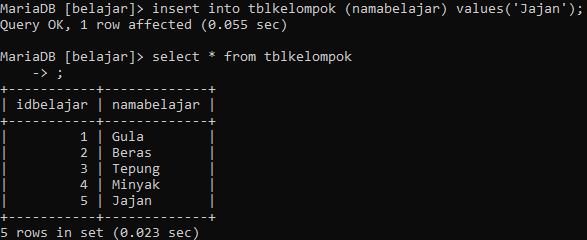 MariaDB [belajar]> insert into tblkelompok (namabelajar) values('Jajan');
Query OK, 1 row affected (0.055 sec)

MariaDB [belajar]> select * from tblkelompok
    -> ;
+-----------+-------------+
| idbelajar | namabelajar |
+-----------+-------------+
|         1 | Gula        |
|         2 | Beras       |
|         3 | Tepung      |
|         4 | Minyak      |
|         5 | Jajan       |
+-----------+-------------+
5 rows in set (0.023 sec)